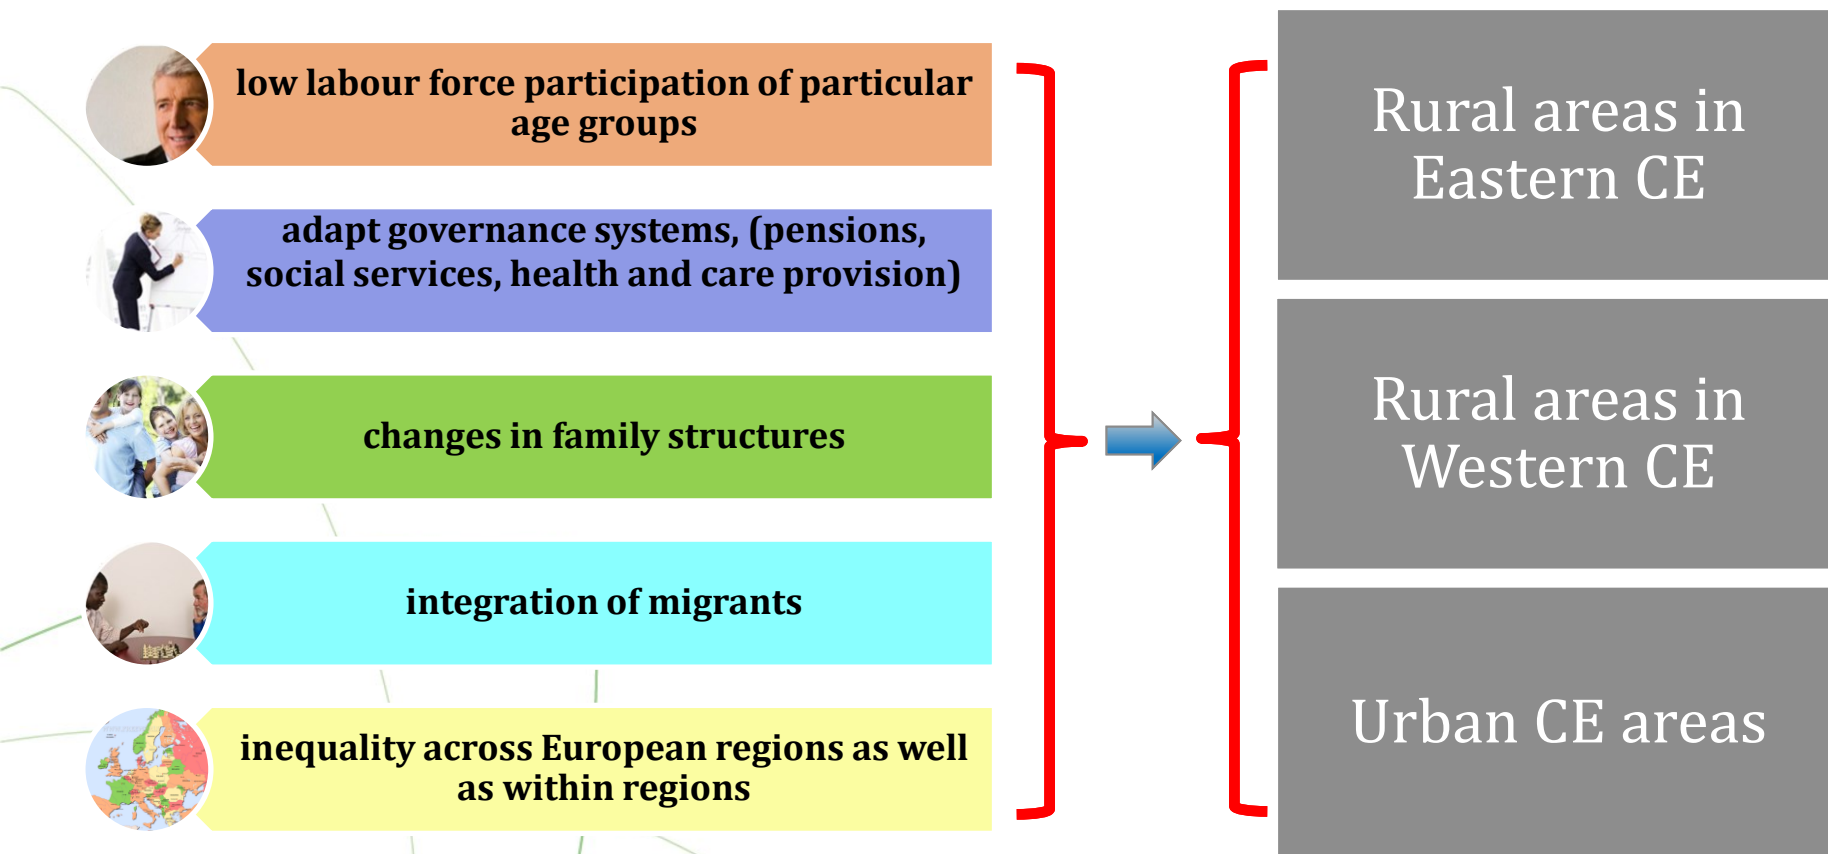 low labour force participation of particular
age groups
adapt governance systems, (pensions,
social services, health and care provision)
changes in family structures
integration of migrants
inequality across European regions as well
as within regions
Rural areas in
Eastern CE
Rural areas in
Western CE
Urban CE areas